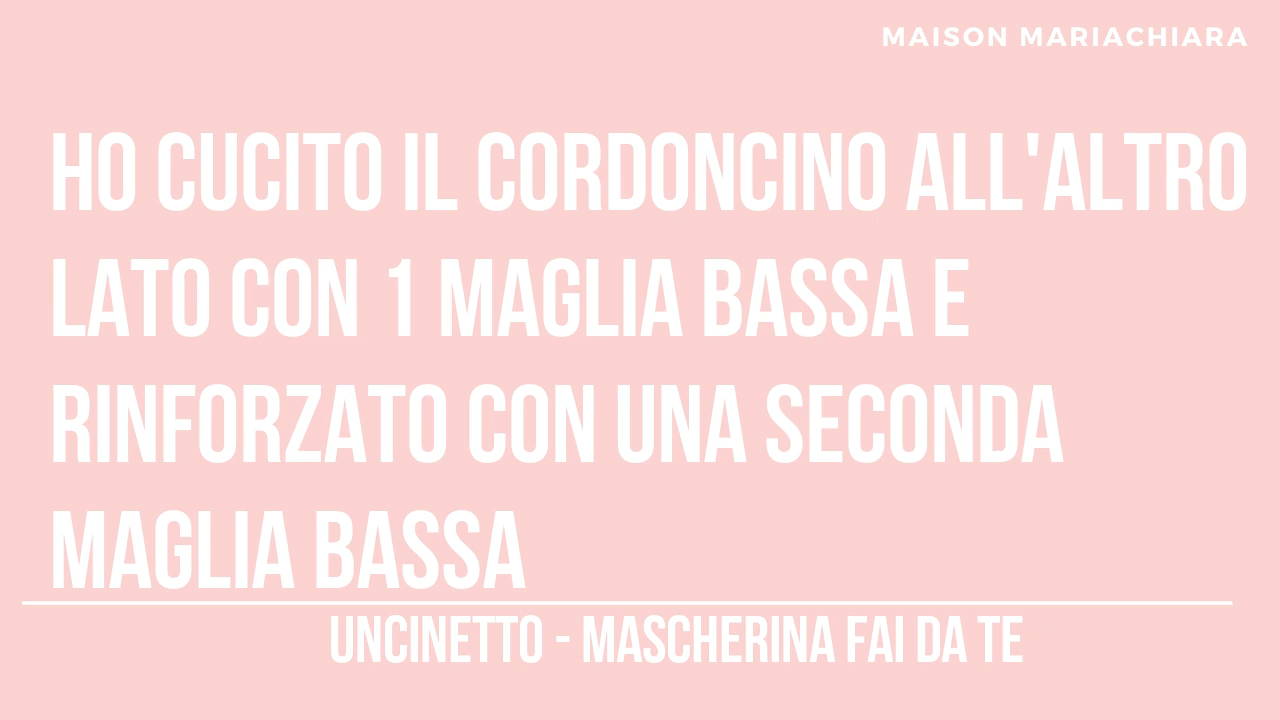 MAISON MARIACHIARA
HO CUCITO IL CORDONCINO ALL'ALTRO
LATO CON 1 MAGLIA BASSA E
RINFORZATO CON UNA SECONDA
MAGLIA BASSA
UNCINETTO - MASCHERINA FAI DA TE